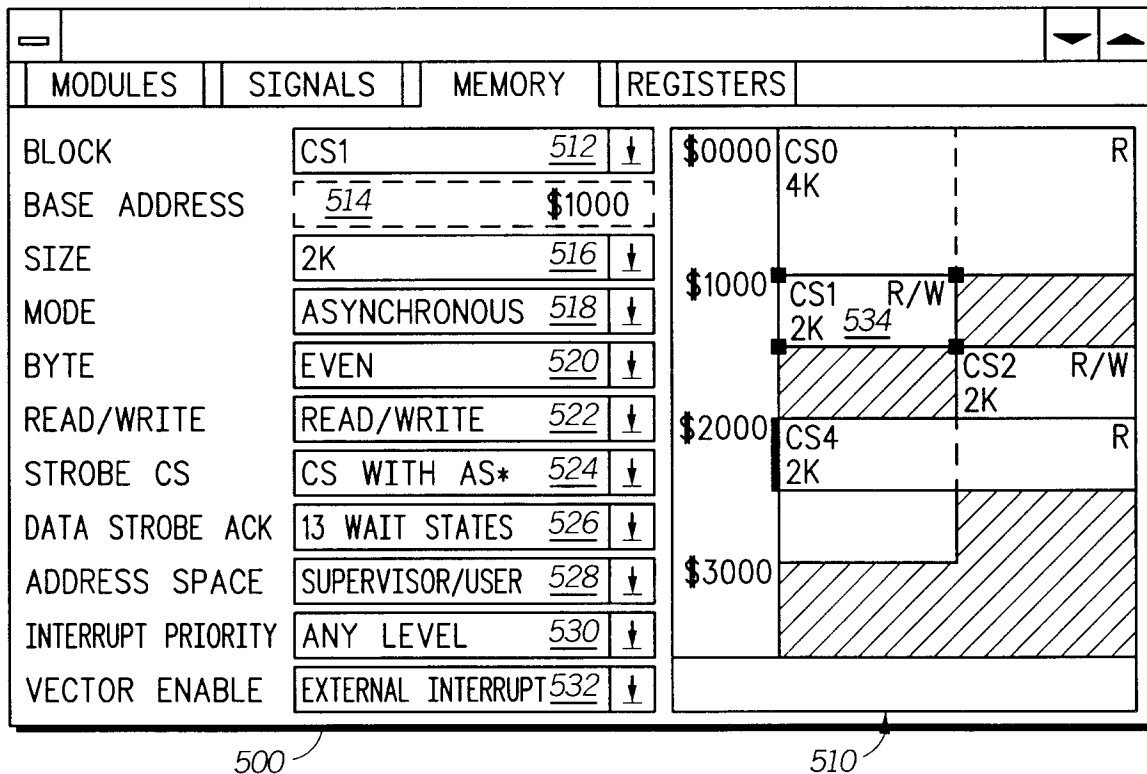 MODULES SIGNALS MEMORY REGISTERS
BLOCK CS1 512
BASE ADDRESS 514 $1000
SIZE 2K 516
MODE ASYNCHRONOUS 518
BYTE EVEN 520
READ/WRITE READ/WRITE 522
STROBE CS CS WITH AS* 524
DATA STROBE ACK 13 WAIT STATES 526
ADDRESS SPACE SUPERVISOR/USER 528
INTERRUPT PRIORITY ANY LEVEL 530
VECTOR ENABLE EXTERNAL INTERRUPT 532
$0000 CS0 R
4K
$1000 CS1 R/W
2K 534
CS2 R/W
2K
$2000 CS4 R
2K
$3000
500
510